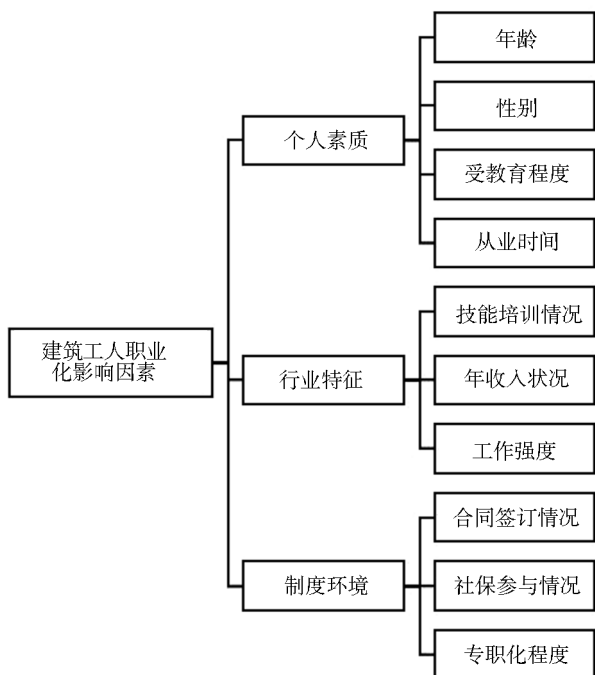 建筑工人职业
化影响因素
个人素质
年龄
性别
受教育程度
从业时间
行业特征
技能培训情况
年收入状况
工作强度
制度环境
合同签订情况
社保参与情况
专职化程度